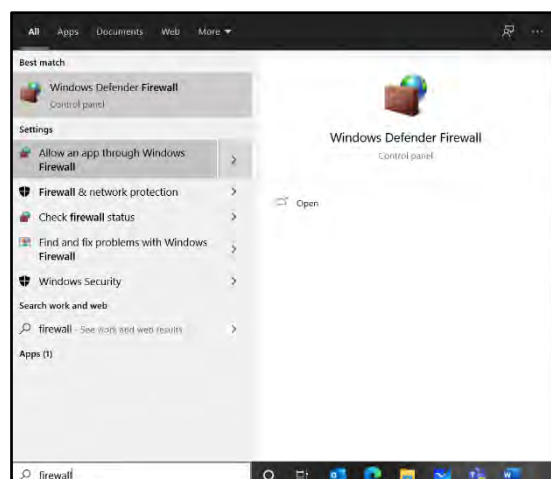 All Apps Documents Web More
Best match
Windows Defender Firewall
Control panel
Settings
Allow an app through Windows
Firewall
Firewall & network protection
Check firewall status
Find and fix problems with Windows
Firewall
Windows Security
Search work and web
firewall - See work and web results
Apps (1)
Windows Defender Firewall
Control panel
Open
firewall